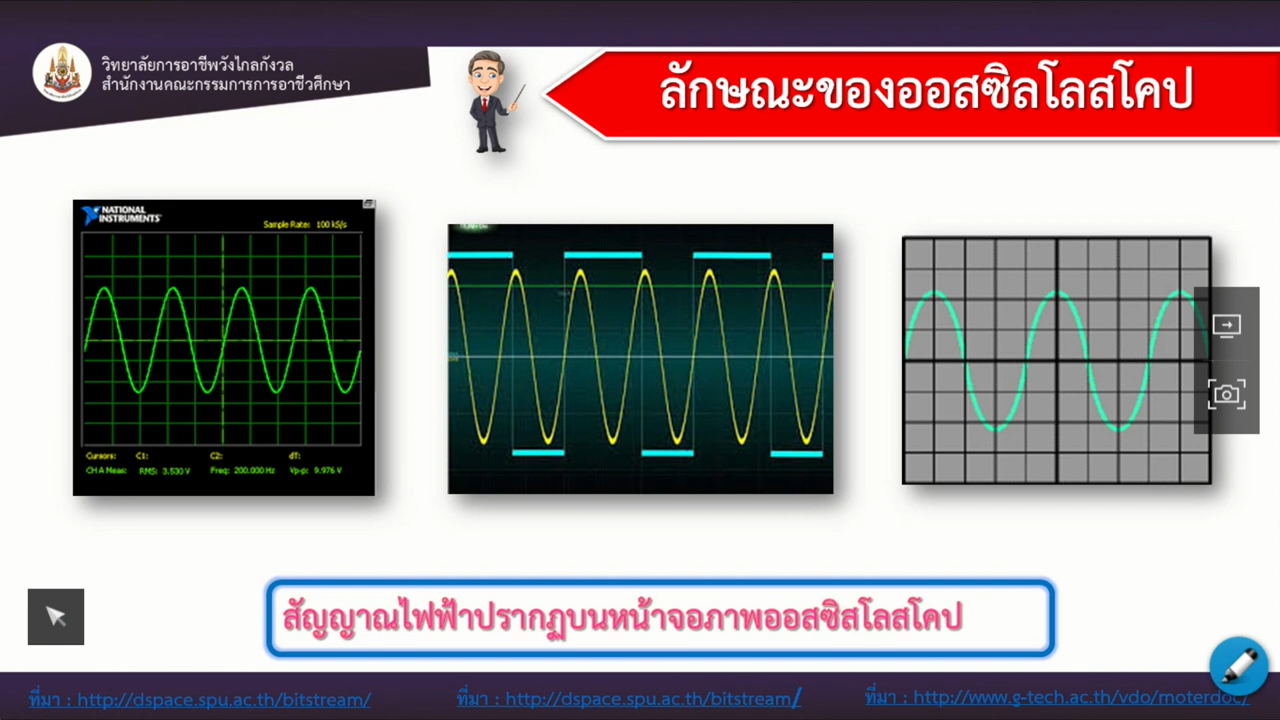 วิทยาลัยการอาชีพวังไกลกังวล
สำนักงานคณะกรรมการการอาชีวศึกษา
ลักษณะของออสซิลโลสโคป
NATIONAL
INSTRUMENTS
Sample Rate: 100 kS/s
Cursors: C1: C2: dT:
CH A Meas: RMS: 3.530 V Freq: 200.000 Hz Vp-p: 9.976 V
สัญญาณไฟฟ้าปรากฏบนหน้าจอภาพออสซิสโลสโคป
ที่มา : http://dspace.spu.ac.th/bitstream/
ที่มา : http://dspace.spu.ac.th/bitstream/
ที่มา : http://www.g-tech.ac.th/vdo/moterdoc/